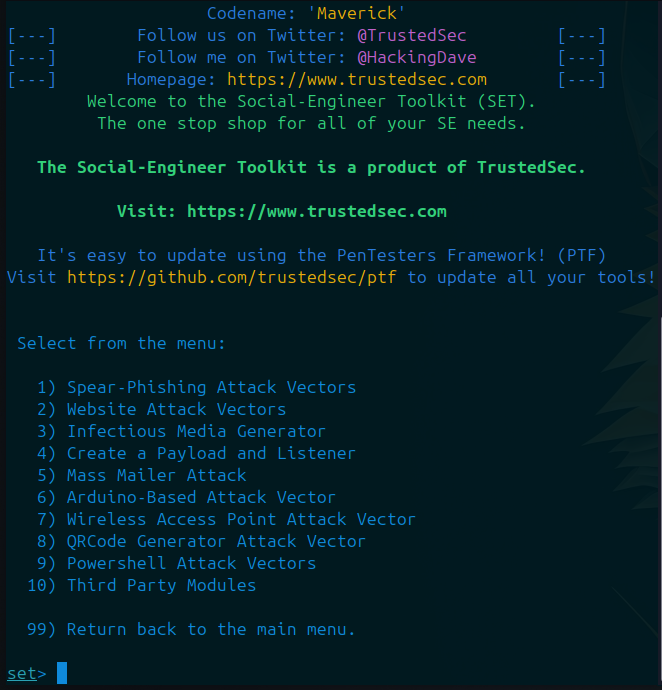 Codename: 'Maverick'
[---] Follow us on Twitter: @TrustedSec [---]
[---] Follow me on Twitter: @HackingDave [---]
[---] Homepage: https://www.trustedsec.com [---]
Welcome to the Social-Engineer Toolkit (SET).
The one stop shop for all of your SE needs.
The Social-Engineer Toolkit is a product of TrustedSec.
Visit: https://www.trustedsec.com
It's easy to update using the PenTesters Framework! (PTF)
Visit https://github.com/trustedsec/ptf to update all your tools!
Select from the menu:
1) Spear-Phishing Attack Vectors
2) Website Attack Vectors
3) Infectious Media Generator
4) Create a Payload and Listener
5) Mass Mailer Attack
6) Arduino-Based Attack Vector
7) Wireless Access Point Attack Vector
8) QRCode Generator Attack Vector
9) Powershell Attack Vectors
10) Third Party Modules
99) Return back to the main menu.
set>